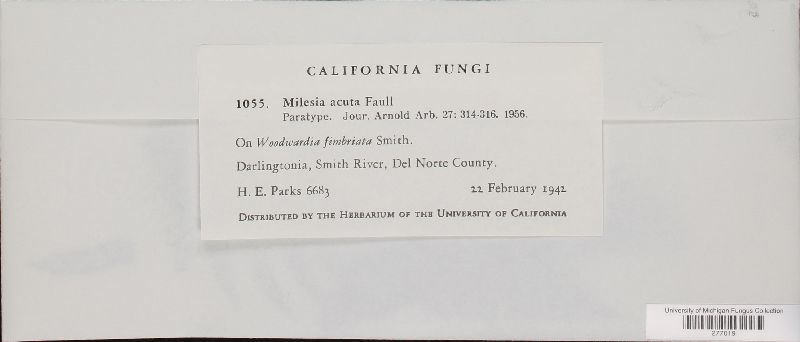 CALIFORNIA FUNGI
1055. Milesia acuta Faull
Paratype. Jour. Arnold Arb. 27: 314-316. 1956.
On Woodwardia fimbriata Smith.
Darlingtonia, Smith River, Del Norte County.
H. E. Parks 6683 22 February 1942
DISTRIBUTED BY THE HERBARIUM OF THE UNIVERSITY OF CALIFORNIA
University of Michigan Fungus Collection
277019